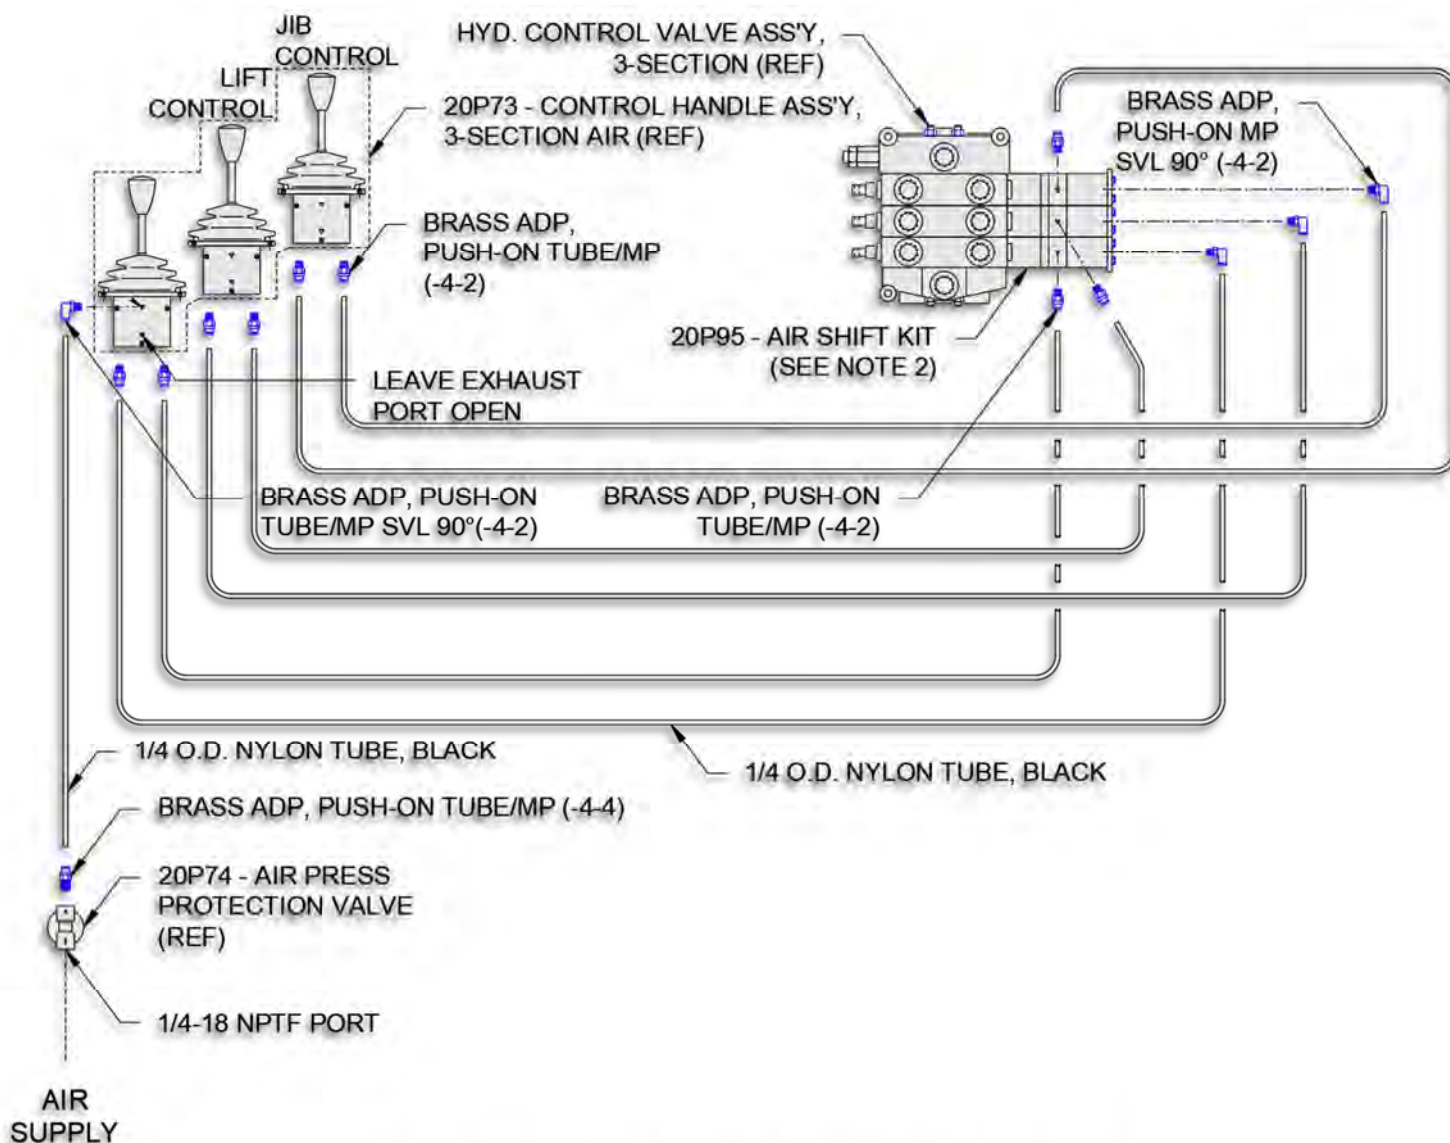 JIB
CONTROL
LIFT
CONTROL
HYD. CONTROL VALVE ASS'Y,
3-SECTION (REF)
20P73 - CONTROL HANDLE ASS'Y,
3-SECTION AIR (REF)
BRASS ADP,
PUSH-ON MP
SVL 90° (-4-2)
BRASS ADP,
PUSH-ON TUBE/MP
(-4-2)
20P95 - AIR SHIFT KIT
(SEE NOTE 2)
LEAVE EXHAUST
PORT OPEN
BRASS ADP, PUSH-ON
TUBE/MP SVL 90°(-4-2)
BRASS ADP, PUSH-ON
TUBE/MP (-4-2)
1/4 O.D. NYLON TUBE, BLACK
1/4 O.D. NYLON TUBE, BLACK
BRASS ADP, PUSH-ON TUBE/MP (-4-4)
20P74 - AIR PRESS
PROTECTION VALVE
(REF)
1/4-18 NPTF PORT
AIR
SUPPLY